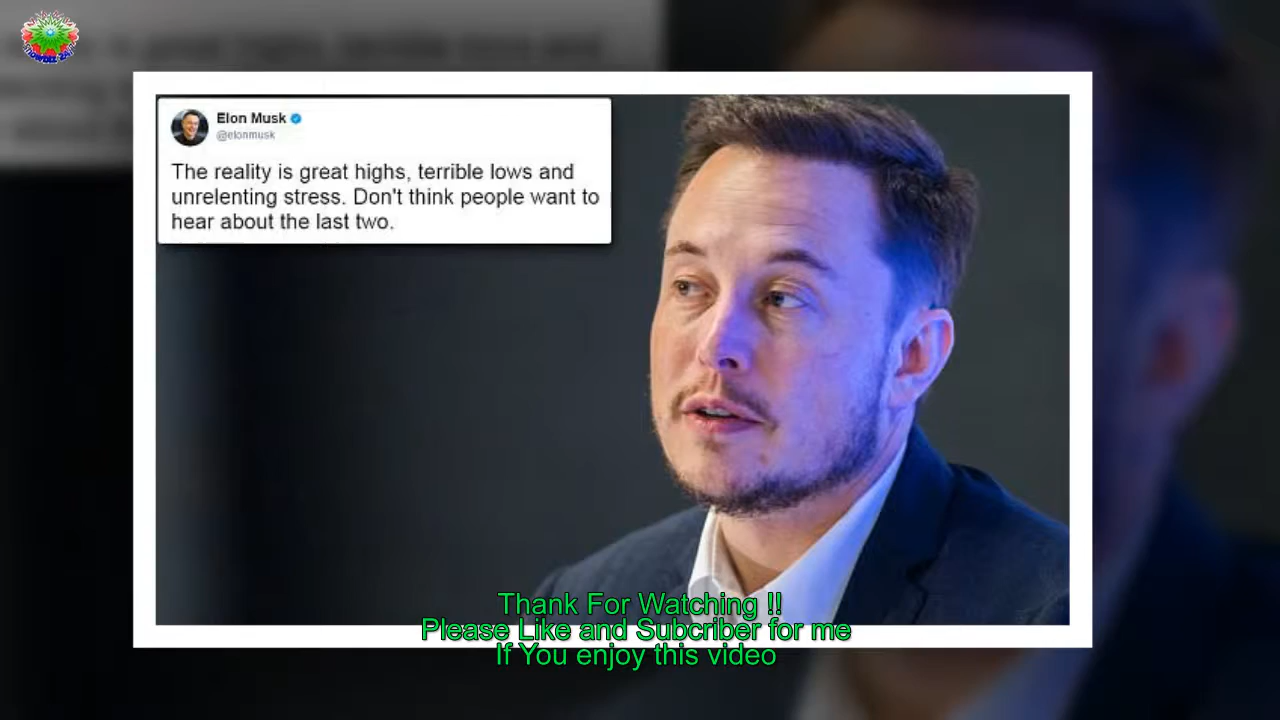 Elon Musk
@elonmusk
The reality is great highs, terrible lows and
unrelenting stress. Don't think people want to
hear about the last two.
Thank For Watching !!
Please Like and Subcriber for me
If You enjoy this video